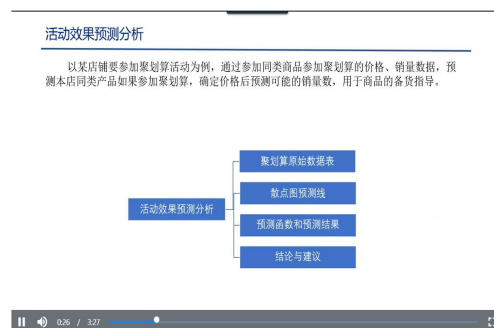 活动效果预测分析
以某店铺要参加聚划算活动为例，通过参加同类商品参加聚划算的价格、销量数据，预
测本店同类产品如果参加聚划算，确定价格后预测可能的销量数，用于商品的备货指导。
聚划算原始数据表
散点图预测线
活动效果预测分析
预测函数和预测结果
结论与建议
0:26 / 3:27